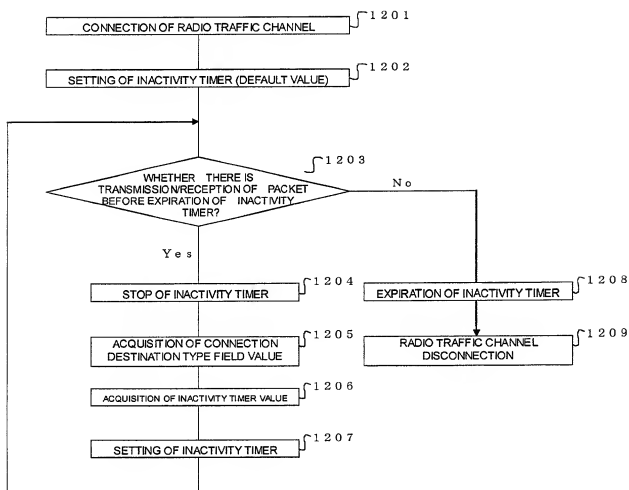 CONNECTION OF RADIO TRAFFIC CHANNEL
1201
SETTING OF INACTIVITY TIMER (DEFAULT VALUE)
1202
1203
WHETHER THERE IS
TRANSMISSION/RECEPTION OF PACKET
BEFORE EXPIRATION OF INACTIVITY
TIMER?
No
Yes
STOP OF INACTIVITY TIMER
1204
EXPIRATION OF INACTIVITY TIMER
1208
ACQUISITION OF CONNECTION
DESTINATION TYPE FIELD VALUE
1205
RADIO TRAFFIC CHANNEL
DISCONNECTION
1209
ACQUISITION OF INACTIVITY TIMER VALUE
1206
SETTING OF INACTIVITY TIMER
1207